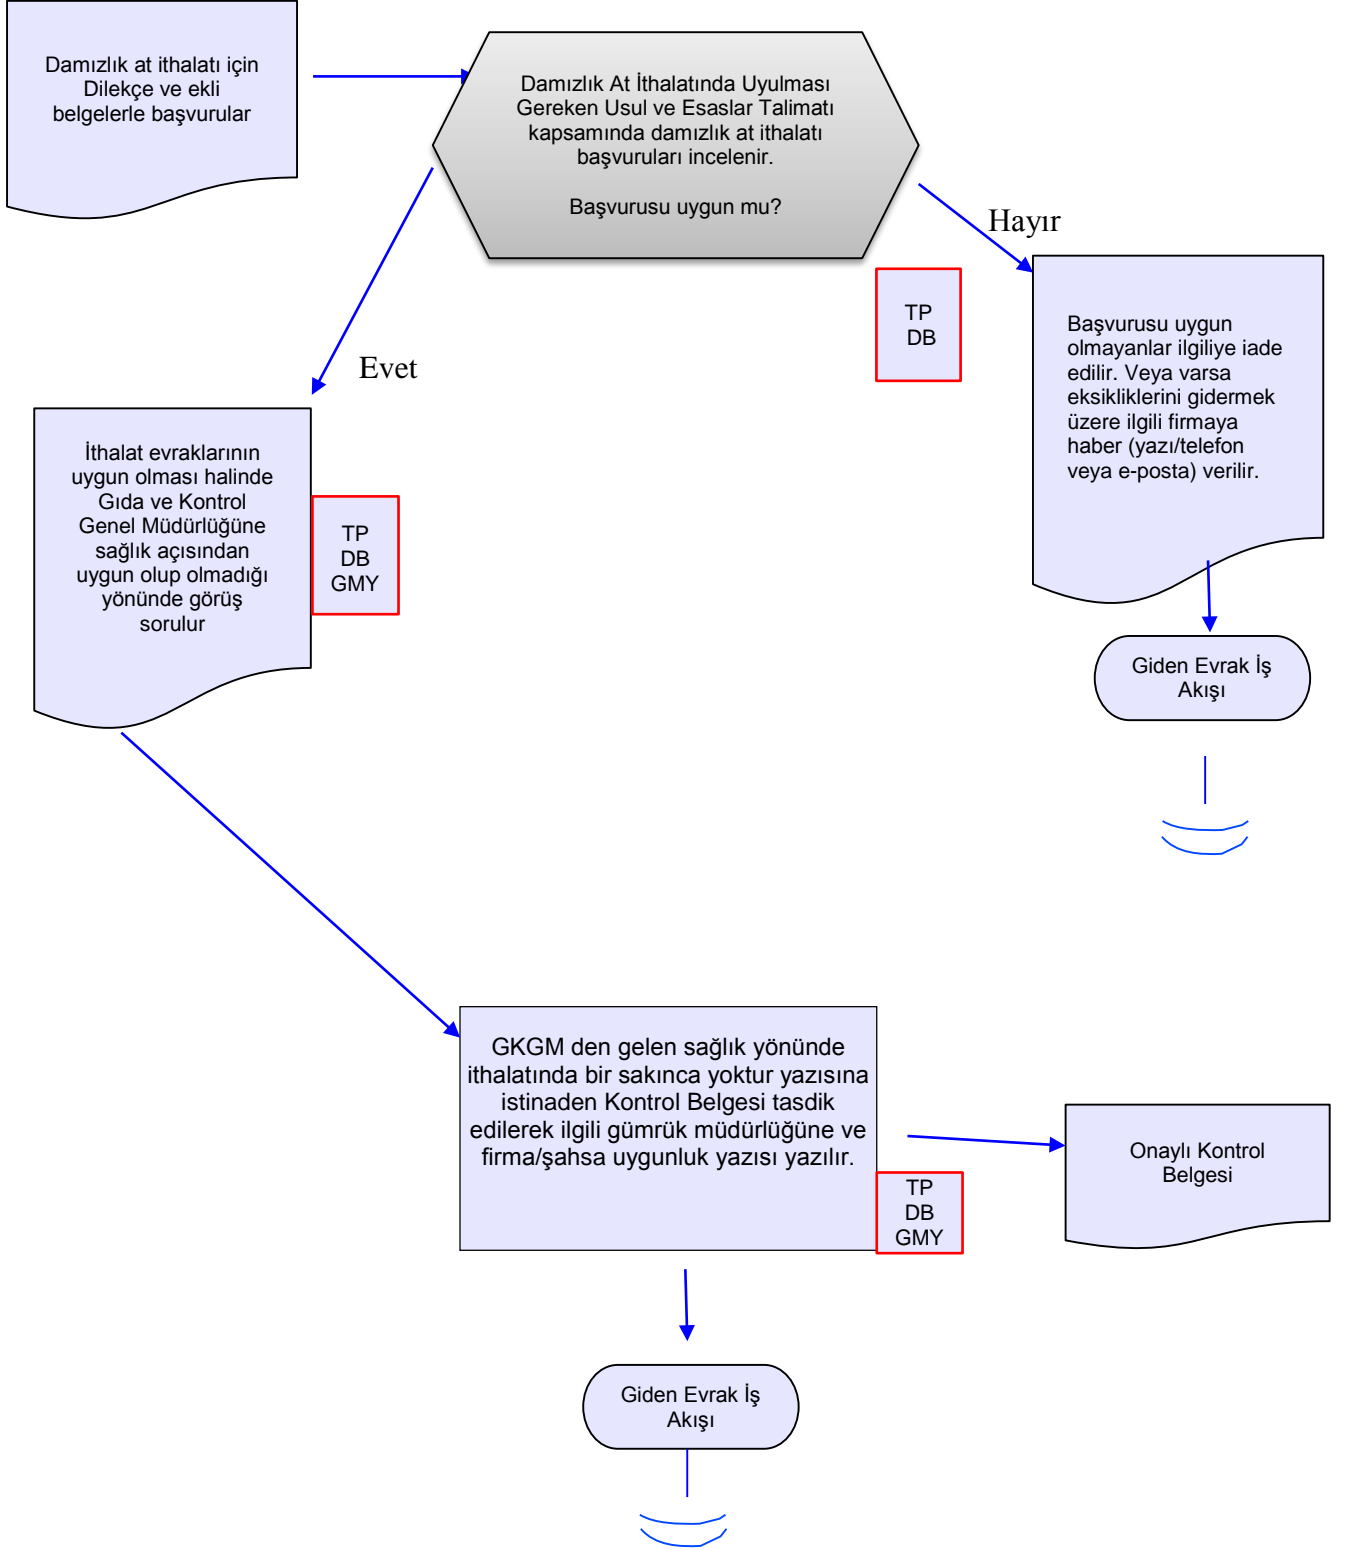 Damızlık at ithalatı için
Dilekçe ve ekli
belgelerle başvurular
Damızlık At İthalatında Uyulması
Gereken Usul ve Esaslar Talimatı
kapsamında damızlık at ithalatı
başvuruları incelenir.
Başvurusu uygun mu?
Hayır
TP
DB
Başvurusu uygun
olmayanlar ilgiliye iade
edilir. Veya varsa
eksikliklerini gidermek
üzere ilgili firmaya
haber (yazı/telefon
veya e-posta) verilir.
Evet
İthalat evraklarının
uygun olması halinde
Gıda ve Kontrol
Genel Müdürlüğüne
sağlık açısından
uygun olup olmadığı
yönünde görüş
sorulur
TP
DB
GMY
Giden Evrak İş
Akışı
GKGM den gelen sağlık yönünde
ithalatında bir sakınca yoktur yazısına
istinaden Kontrol Belgesi tasdik
edilerek ilgili gümrük müdürlüğüne ve
firma/şahsa uygunluk yazısı yazılır.
TP
DB
GMY
Onaylı Kontrol
Belgesi
Giden Evrak İş
Akışı